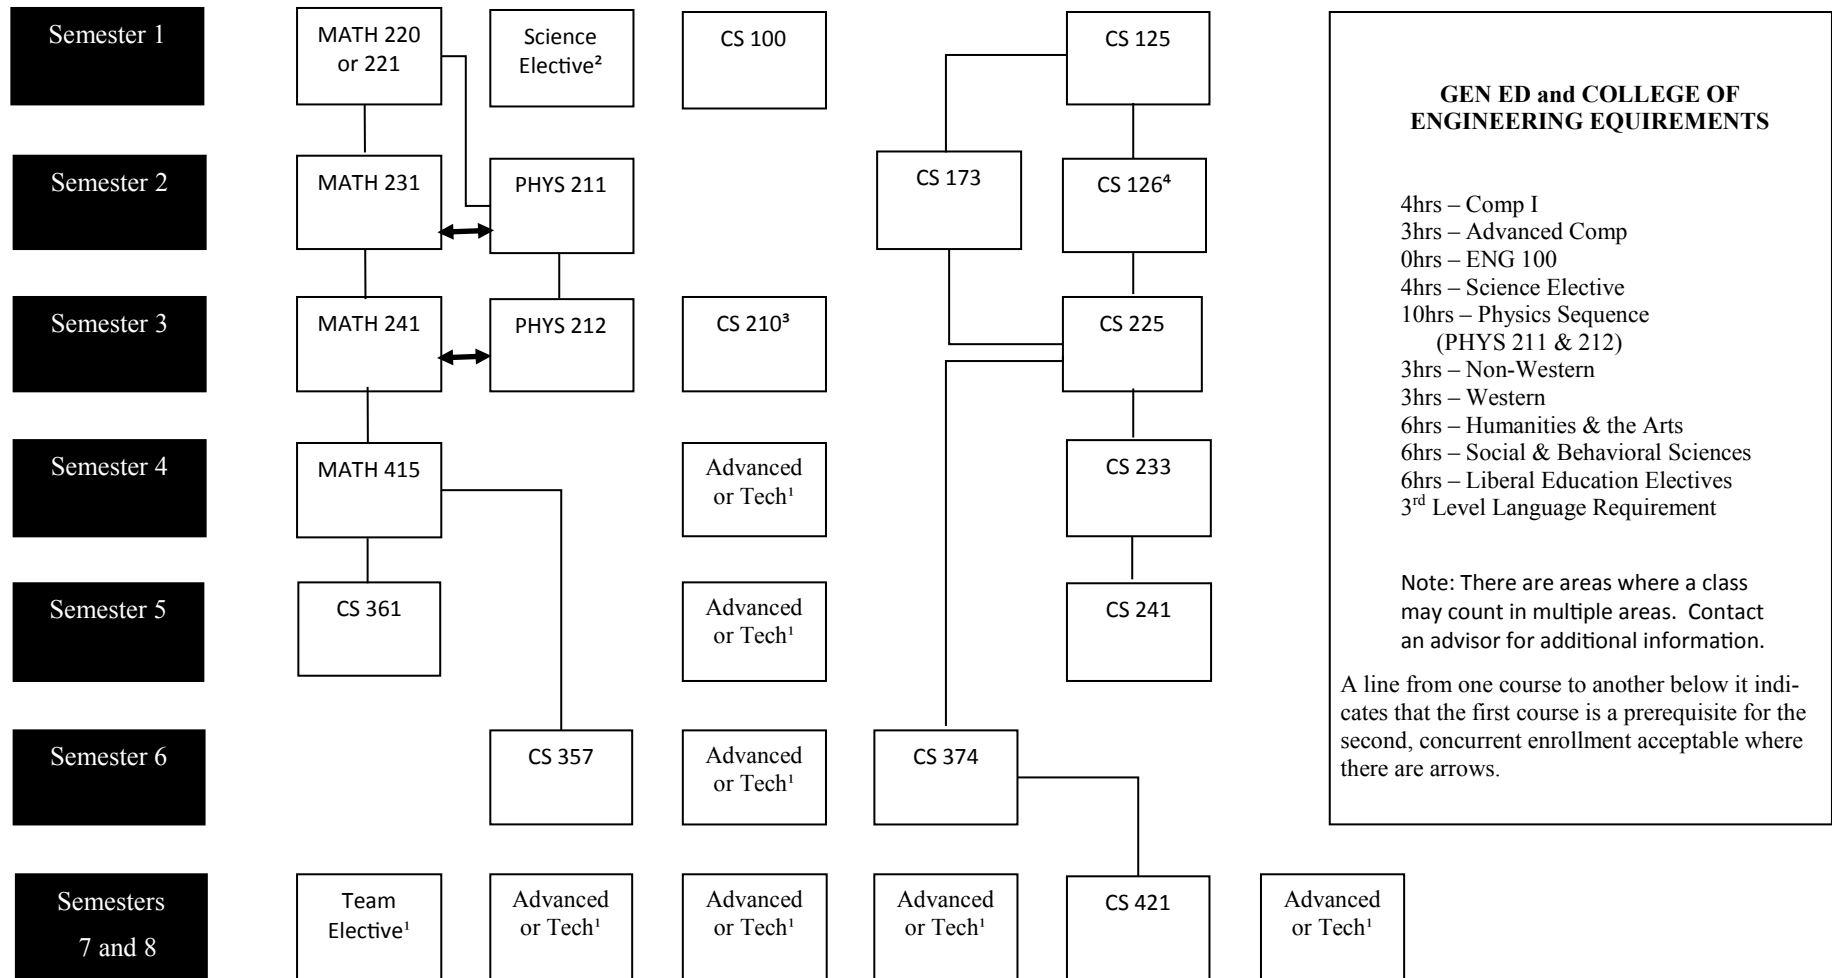 Semester 1
MATH 220
or 221
Science
Elective²
CS 100
CS 125
Semester 2
MATH 231
PHYS 211
CS 173
CS 126⁴
Semester 3
MATH 241
PHYS 212
CS 210³
CS 225
Semester 4
MATH 415
Advanced
or Tech¹
CS 233
Semester 5
CS 361
Advanced
or Tech¹
CS 241
Semester 6
CS 357
Advanced
or Tech¹
CS 374
Semesters
7 and 8
Team
Elective¹
Advanced
or Tech¹
Advanced
or Tech¹
Advanced
or Tech¹
CS 421
Advanced
or Tech¹
GEN ED and COLLEGE OF
ENGINEERING EQUIREMENTS
4hrs – Comp I
3hrs – Advanced Comp
0hrs – ENG 100
4hrs – Science Elective
10hrs – Physics Sequence
(PHYS 211 & 212)
3hrs – Non-Western
3hrs – Western
6hrs – Humanities & the Arts
6hrs – Social & Behavioral Sciences
6hrs – Liberal Education Electives
3rd Level Language Requirement
Note: There are areas where a class
may count in multiple areas. Contact
an advisor for additional information.
A line from one course to another below it indi-
cates that the first course is a prerequisite for the
second, concurrent enrollment acceptable where
there are arrows.